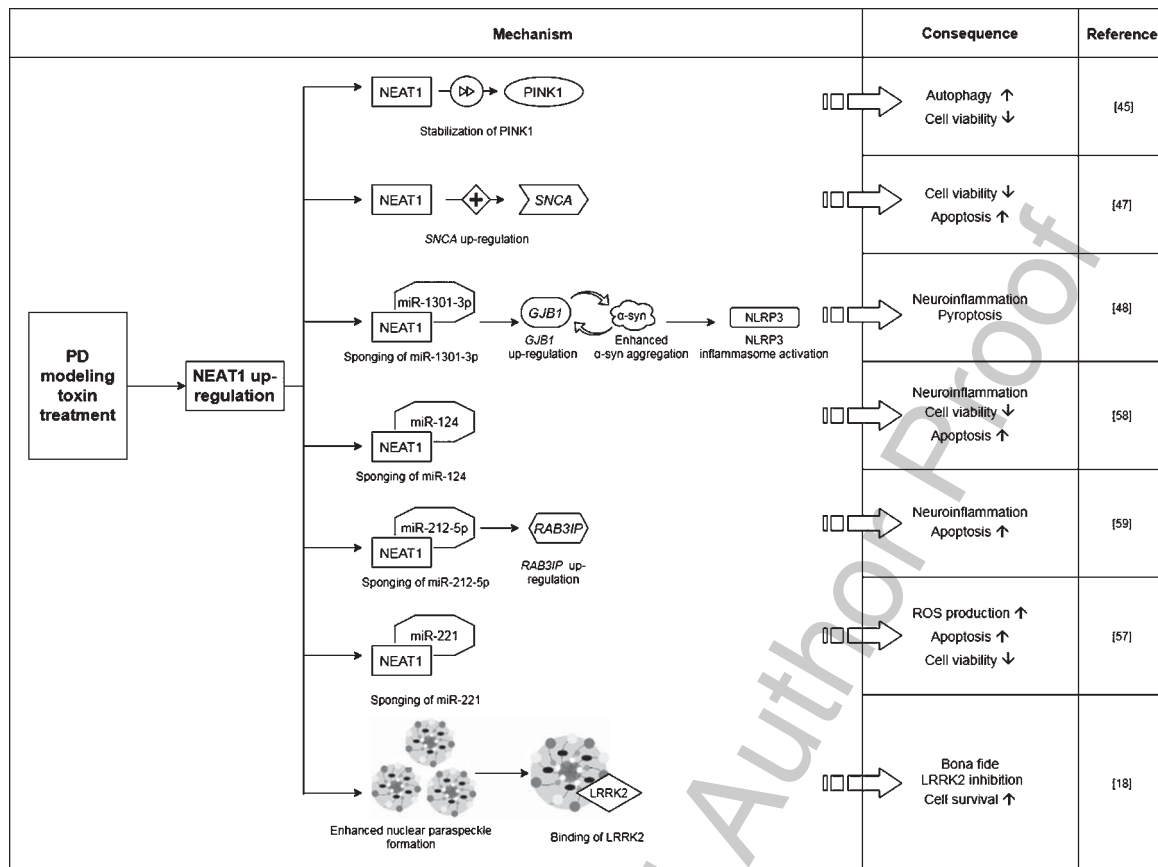 Mechanism
Consequence
Reference
PD
modeling
toxin
treatment
NEAT1 up-
regulation
NEAT1
PINK1
Stabilization of PINK1
Autophagy ↑
Cell viability ↓
[45]
NEAT1
SNCA
SNCA up-regulation
Cell viability ↓
Apoptosis ↑
[47]
miR-1301-3p
NEAT1
Sponging of miR-1301-3p
GJB1
GJB1
up-regulation
α-syn
Enhanced
α-syn aggregation
NLRP3
NLRP3
inflammasome activation
Neuroinflammation
Pyroptosis
[48]
miR-124
NEAT1
Sponging of miR-124
Neuroinflammation
Cell viability ↓
Apoptosis ↑
[58]
miR-212-5p
NEAT1
Sponging of miR-212-5p
RAB3IP
RAB3IP up-
regulation
Neuroinflammation
Apoptosis ↑
[59]
miR-221
NEAT1
Sponging of miR-221
ROS production ↑
Apoptosis ↑
Cell viability ↓
[57]
Enhanced nuclear paraspeckle
formation
LRRK2
Binding of LRRK2
Bona fide
LRRK2 inhibition
Cell survival ↑
[18]
Author Proof